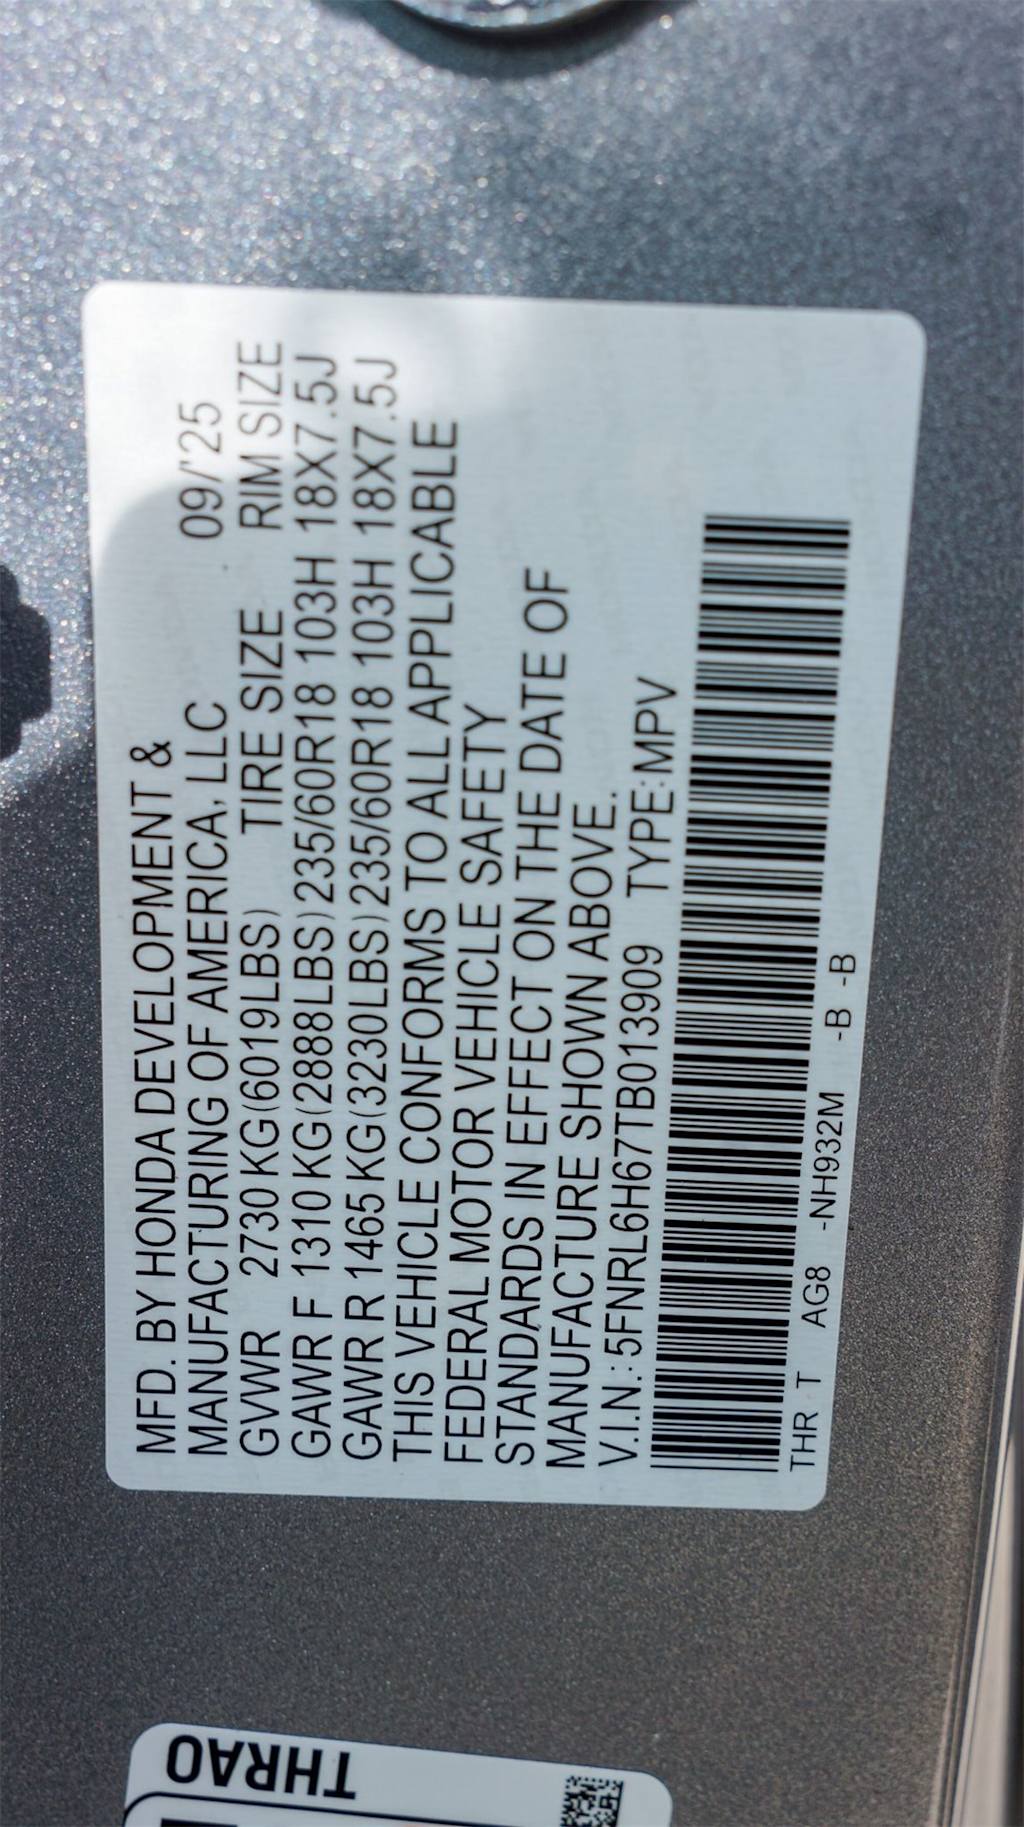 MFD. BY HONDA DEVELOPMENT &
MANUFACTURING OF AMERICA, LLC 09/'25
GVWR 2730 KG(6019LBS) TIRE SIZE RIM SIZE
GAWR F 1310 KG(2888LBS) 235/60R18 103H 18X7.5J
GAWR R 1465 KG(3230LBS) 235/60R18 103H 18X7.5J
THIS VEHICLE CONFORMS TO ALL APPLICABLE
FEDERAL MOTOR VEHICLE SAFETY
STANDARDS IN EFFECT ON THE DATE OF
MANUFACTURE SHOWN ABOVE.
V.I.N.: 5FNRL6H67TB013909 TYPE:MPV
THR T AG8 -NH932M -B -B
THRAO